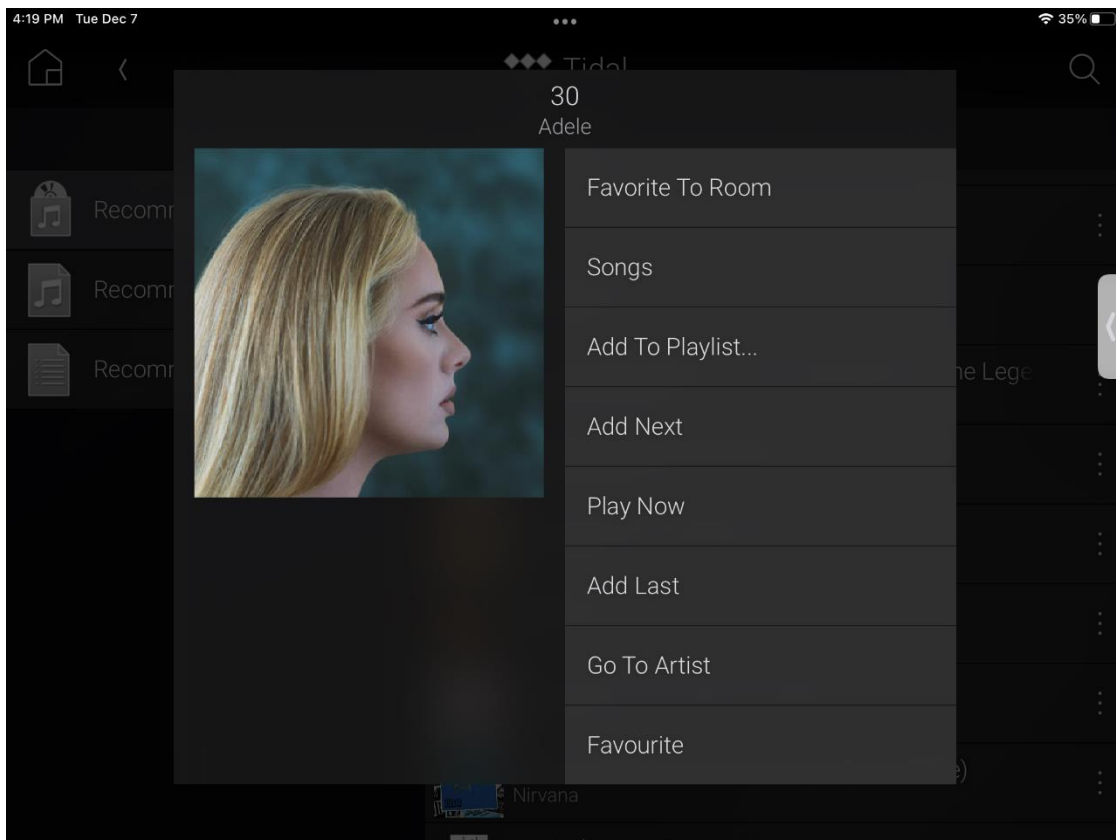 4:19 PM Tue Dec 7
35%
Tidal
30
Adele
Favorite To Room
Songs
Add To Playlist...
Add Next
Play Now
Add Last
Go To Artist
Favourite
Recomm
Recomm
Recomm
he Lege
e)
Nirvana